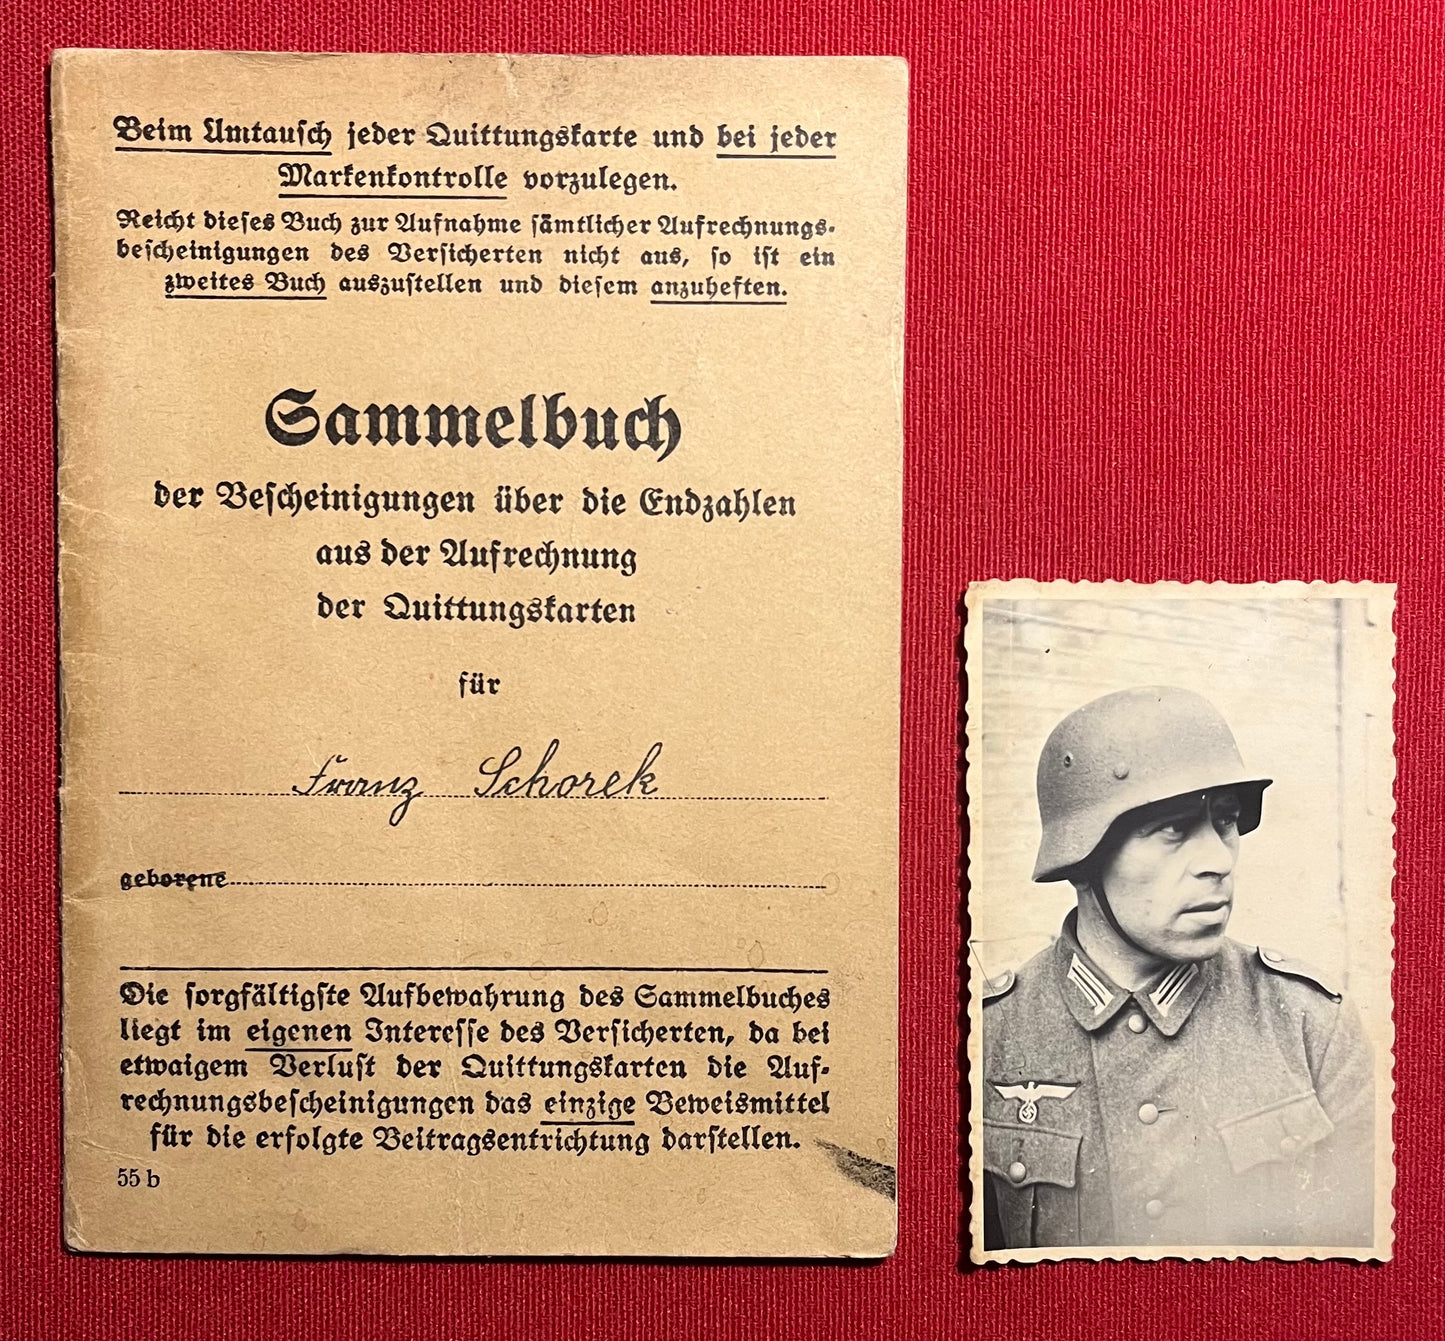 Beim Umtausch jeder Quittungskarte und bei jeder
Markenkontrolle vorzulegen.
Reicht dieses Buch zur Aufnahme sämtlicher Aufrechnungs-
bescheinigungen des Versicherten nicht aus, so ist ein
zweites Buch auszustellen und diesem anzuheften.
Sammelbuch
der Bescheinigungen über die Endzahlen
aus der Aufrechnung
der Quittungskarten
für
Franz Schorek
geborene
Die sorgfältigste Aufbewahrung des Sammelbuches
liegt im eigenen Interesse des Versicherten, da bei
etwaigem Verlust der Quittungskarten die Auf-
rechnungsbescheinigungen das einzige Beweismittel
für die erfolgte Beitragsentrichtung darstellen.
55 b